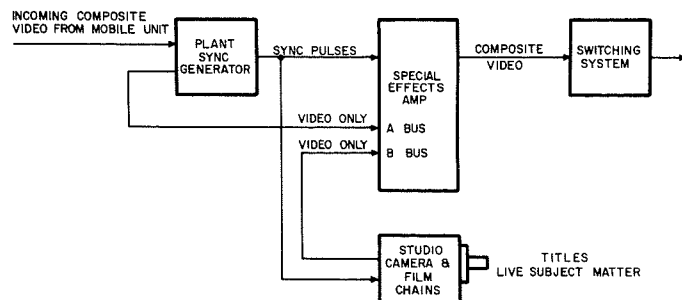 INCOMING COMPOSITE
VIDEO FROM MOBILE UNIT
PLANT
SYNC
GENERATOR
SYNC PULSES
SPECIAL
EFFECTS
AMP
COMPOSITE
VIDEO
SWITCHING
SYSTEM
VIDEO ONLY
A BUS
VIDEO ONLY
B BUS
STUDIO
CAMERA &
FILM
CHAINS
TITLES
LIVE SUBJECT MATTER